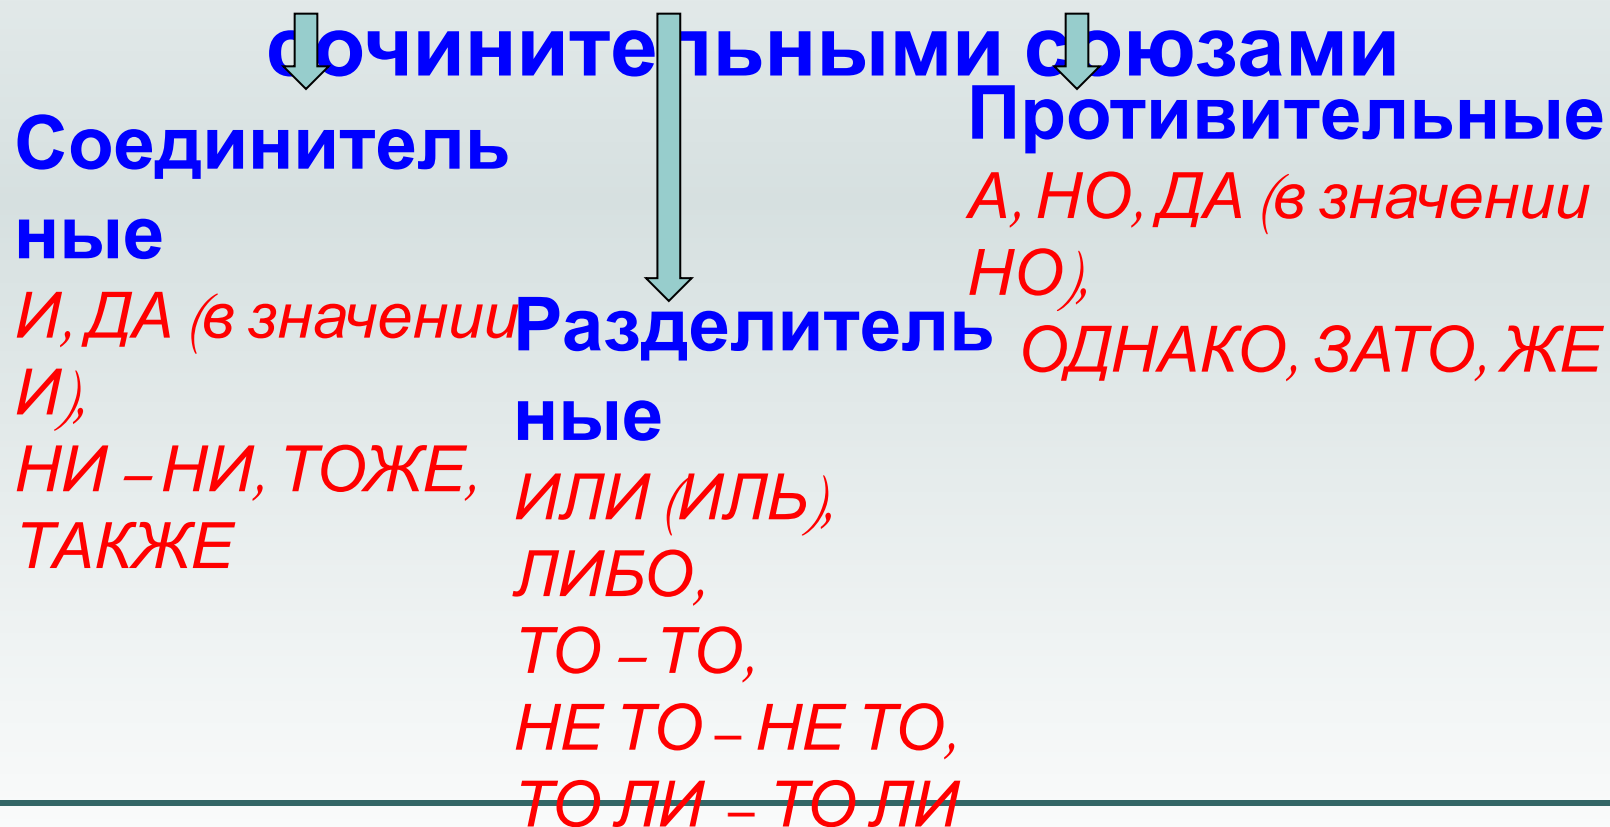 сочинительными союзами
Соединитель
ные
И, ДА (в значении
И),
НИ – НИ, ТОЖЕ,
ТАКЖЕ
Разделитель
ные
ИЛИ (ИЛЬ),
ЛИБО,
ТО – ТО,
НЕ ТО – НЕ ТО,
ТО ЛИ – ТО ЛИ
Противительные
А, НО, ДА (в значении
НО),
ОДНАКО, ЗАТО, ЖЕ